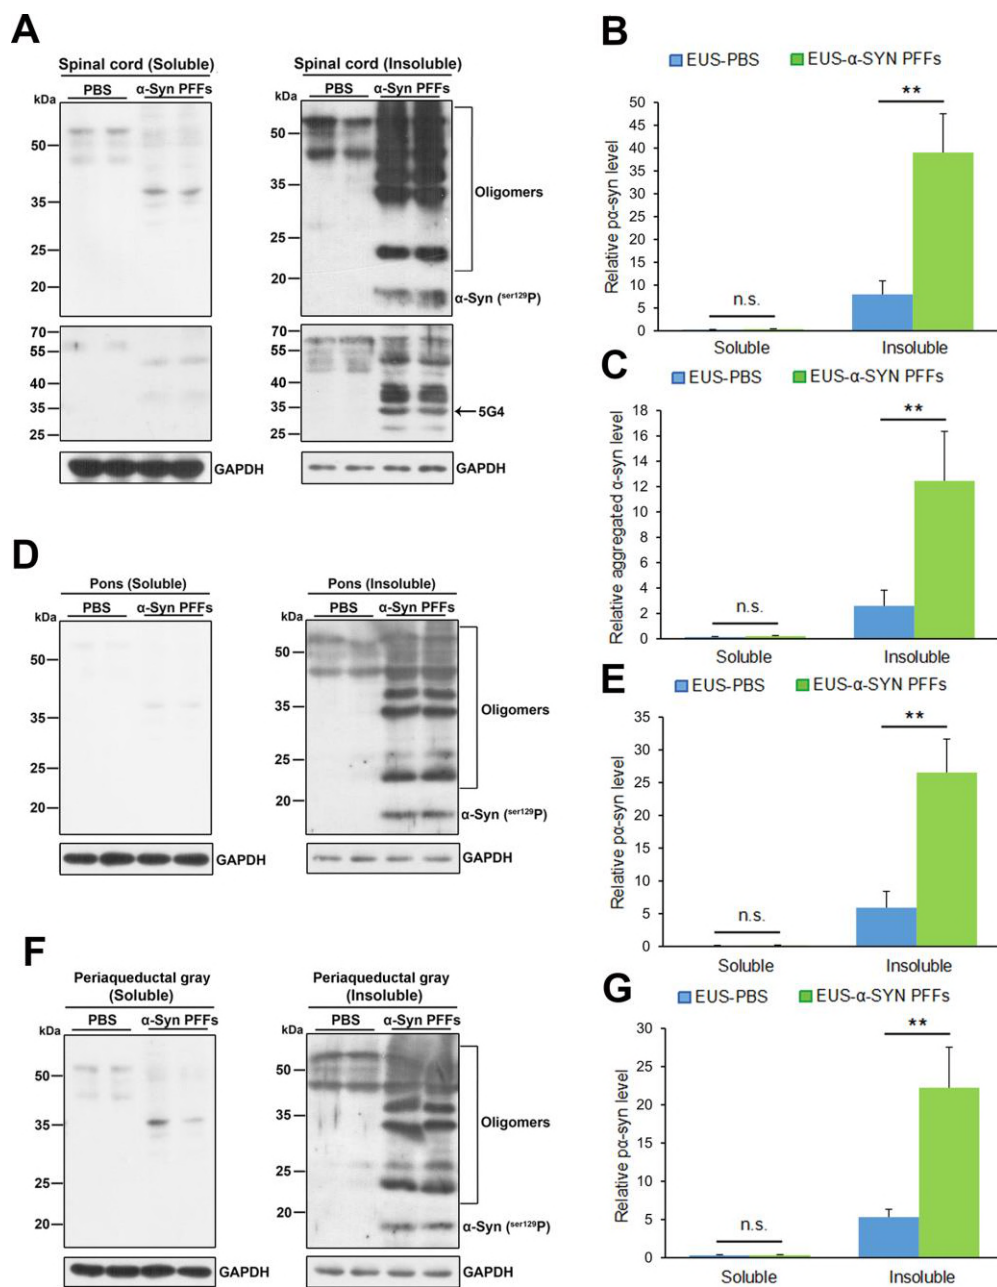 A
Spinal cord (Soluble)
PBS α-Syn PFFs
kDa
50
35
25
20
70
55
40
35
25
GAPDH
Spinal cord (Insoluble)
PBS α-Syn PFFs
kDa
50
35
25
20
Oligomers
α-Syn (ser129P)
70
55
40
35
25
5G4
GAPDH
B
EUS-PBS EUS-α-SYN PFFs
Relative pα-syn level
50
45
40
35
30
25
20
15
10
5
0
n.s.
**
Soluble Insoluble
C
EUS-PBS EUS-α-SYN PFFs
Relative aggregated α-syn level
18
16
14
12
10
8
6
4
2
0
n.s.
**
Soluble Insoluble
D
Pons (Soluble)
PBS α-Syn PFFs
kDa
50
35
25
20
GAPDH
Pons (Insoluble)
PBS α-Syn PFFs
kDa
50
35
25
20
Oligomers
α-Syn (ser129P)
GAPDH
E
EUS-PBS EUS-α-SYN PFFs
Relative pα-syn level
35
30
25
20
15
10
5
0
n.s.
**
Soluble Insoluble
F
Periaqueductal gray
(Soluble)
PBS α-Syn PFFs
kDa
50
35
25
20
GAPDH
Periaqueductal gray
(Insoluble)
PBS α-Syn PFFs
kDa
50
35
25
20
Oligomers
α-Syn (ser129P)
GAPDH
G
EUS-PBS EUS-α-SYN PFFs
Relative pα-syn level
30
25
20
15
10
5
0
n.s.
**
Soluble Insoluble